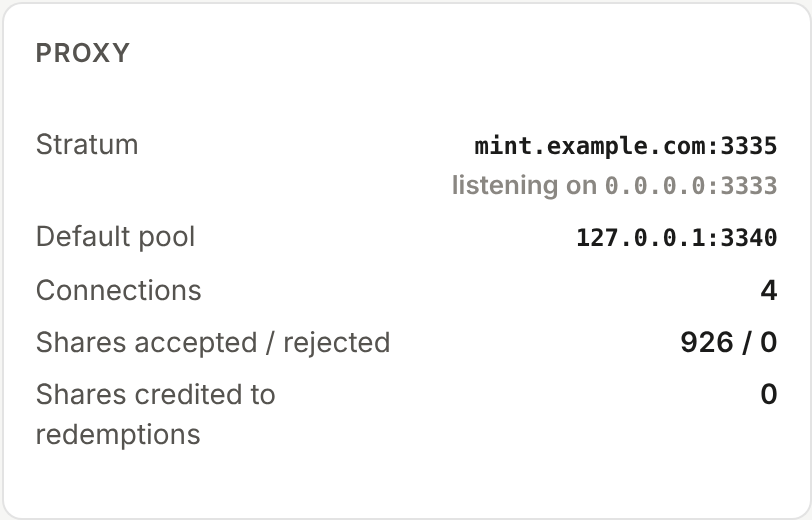 PROXY
Stratum mint.example.com:3335
listening on 0.0.0.0:3333
Default pool 127.0.0.1:3340
Connections 4
Shares accepted / rejected 926 / 0
Shares credited to 0
redemptions